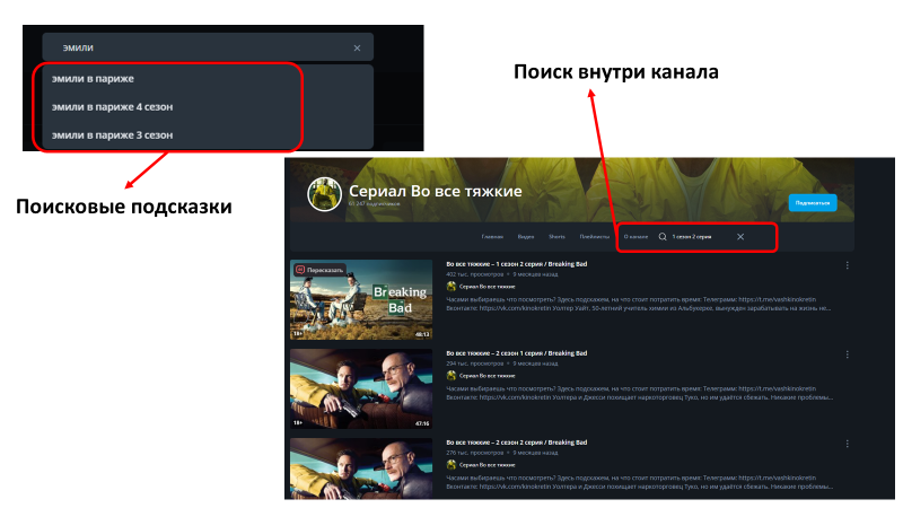 эмили
эмили в париже
эмили в париже 4 сезон
эмили в париже 3 сезон
Поисковые подсказки
Поиск внутри канала
Сериал Во все тяжкие
61 247 подписчиков
Подписаться
Главная Видео Shorts Плейлисты О канале 1 сезон 2 серия
Пересказать
Breaking
Bad
18+ 48:13
Во все тяжкие – 1 сезон 2 серия / Breaking Bad
402 тыс. просмотров • 9 месяцев назад
Сериал Во все тяжкие
Часами выбираешь что посмотреть? Здесь подскажем, на что стоит потратить время: Телеграмм: https://t.me/vashkinokretin
Вконтакте: https://vk.com/kinokretin Уолтер Уайт, 50-летний учитель химии из Альбукерке, вынужден зарабатывать на жизнь не...
18+ 47:16
Во все тяжкие – 2 сезон 1 серия / Breaking Bad
294 тыс. просмотров • 9 месяцев назад
Сериал Во все тяжкие
Часами выбираешь что посмотреть? Здесь подскажем, на что стоит потратить время: Телеграмм: https://t.me/vashkinokretin
Вконтакте: https://vk.com/kinokretin Уолтера и Джесси похищает наркоторговец Туко, но им удаётся сбежать. Никакие проблемы...
Во все тяжкие – 2 сезон 2 серия / Breaking Bad
276 тыс. просмотров • 9 месяцев назад
Сериал Во все тяжкие
Часами выбираешь что посмотреть? Здесь подскажем, на что стоит потратить время: Телеграмм: https://t.me/vashkinokretin
Вконтакте: https://vk.com/kinokretin Уолтера и Джесси похищает наркоторговец Туко, но им удаётся сбежать. Никакие проблемы...